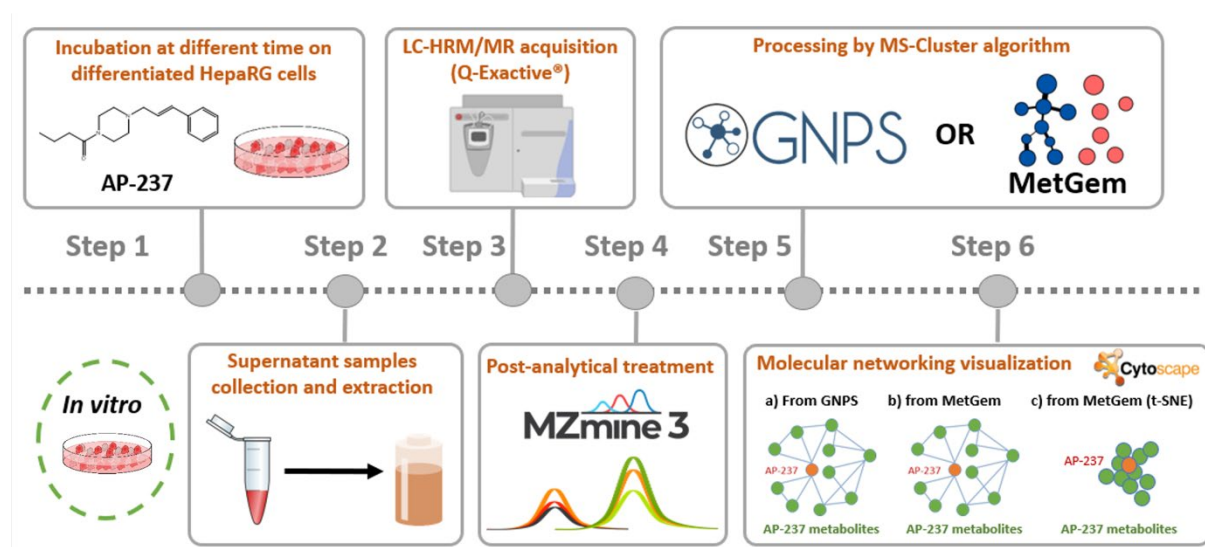 Incubation at different time on
differentiated HepaRG cells
O
N
N
AP-237
LC-HRM/MR acquisition
(Q-Exactive®)
Processing by MS-Cluster algorithm
GNPS
OR
MetGem
Step 1
Step 2
Step 3
Step 4
Step 5
Step 6
In vitro
Supernatant samples
collection and extraction
Post-analytical treatment
MZmine 3
Molecular networking visualization
Cytoscape
a) From GNPS
b) from MetGem
c) from MetGem (t-SNE)
AP-237
AP-237
AP-237
AP-237 metabolites
AP-237 metabolites
AP-237 metabolites